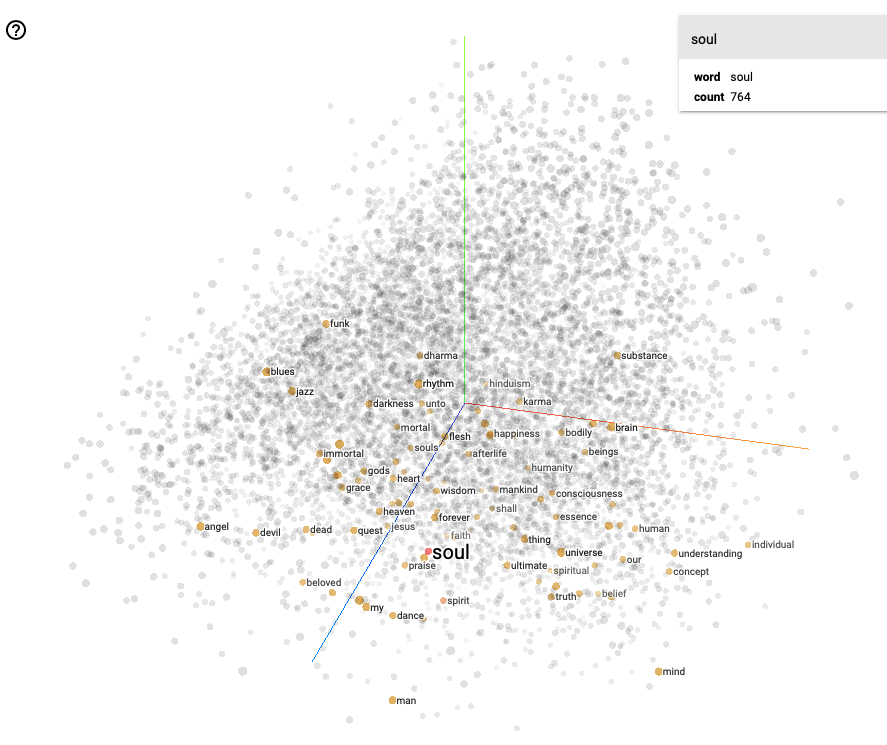 soul
word soul
count 764
funk
dharma
substance
blues
rhythm
hinduism
jazz
darkness
unto
karma
mortal
flesh
happiness
bodily
brain
souls
afterlife
beings
immortal
gods
heart
humanity
grace
wisdom
mankind
consciousness
heaven
shall
forever
essence
angel
devil
dead
quest
jesus
faith
thing
human
soul
universe
individual
understanding
praise
ultimate
spiritual
our
concept
beloved
my
spirit
truth
belief
dance
mind
man